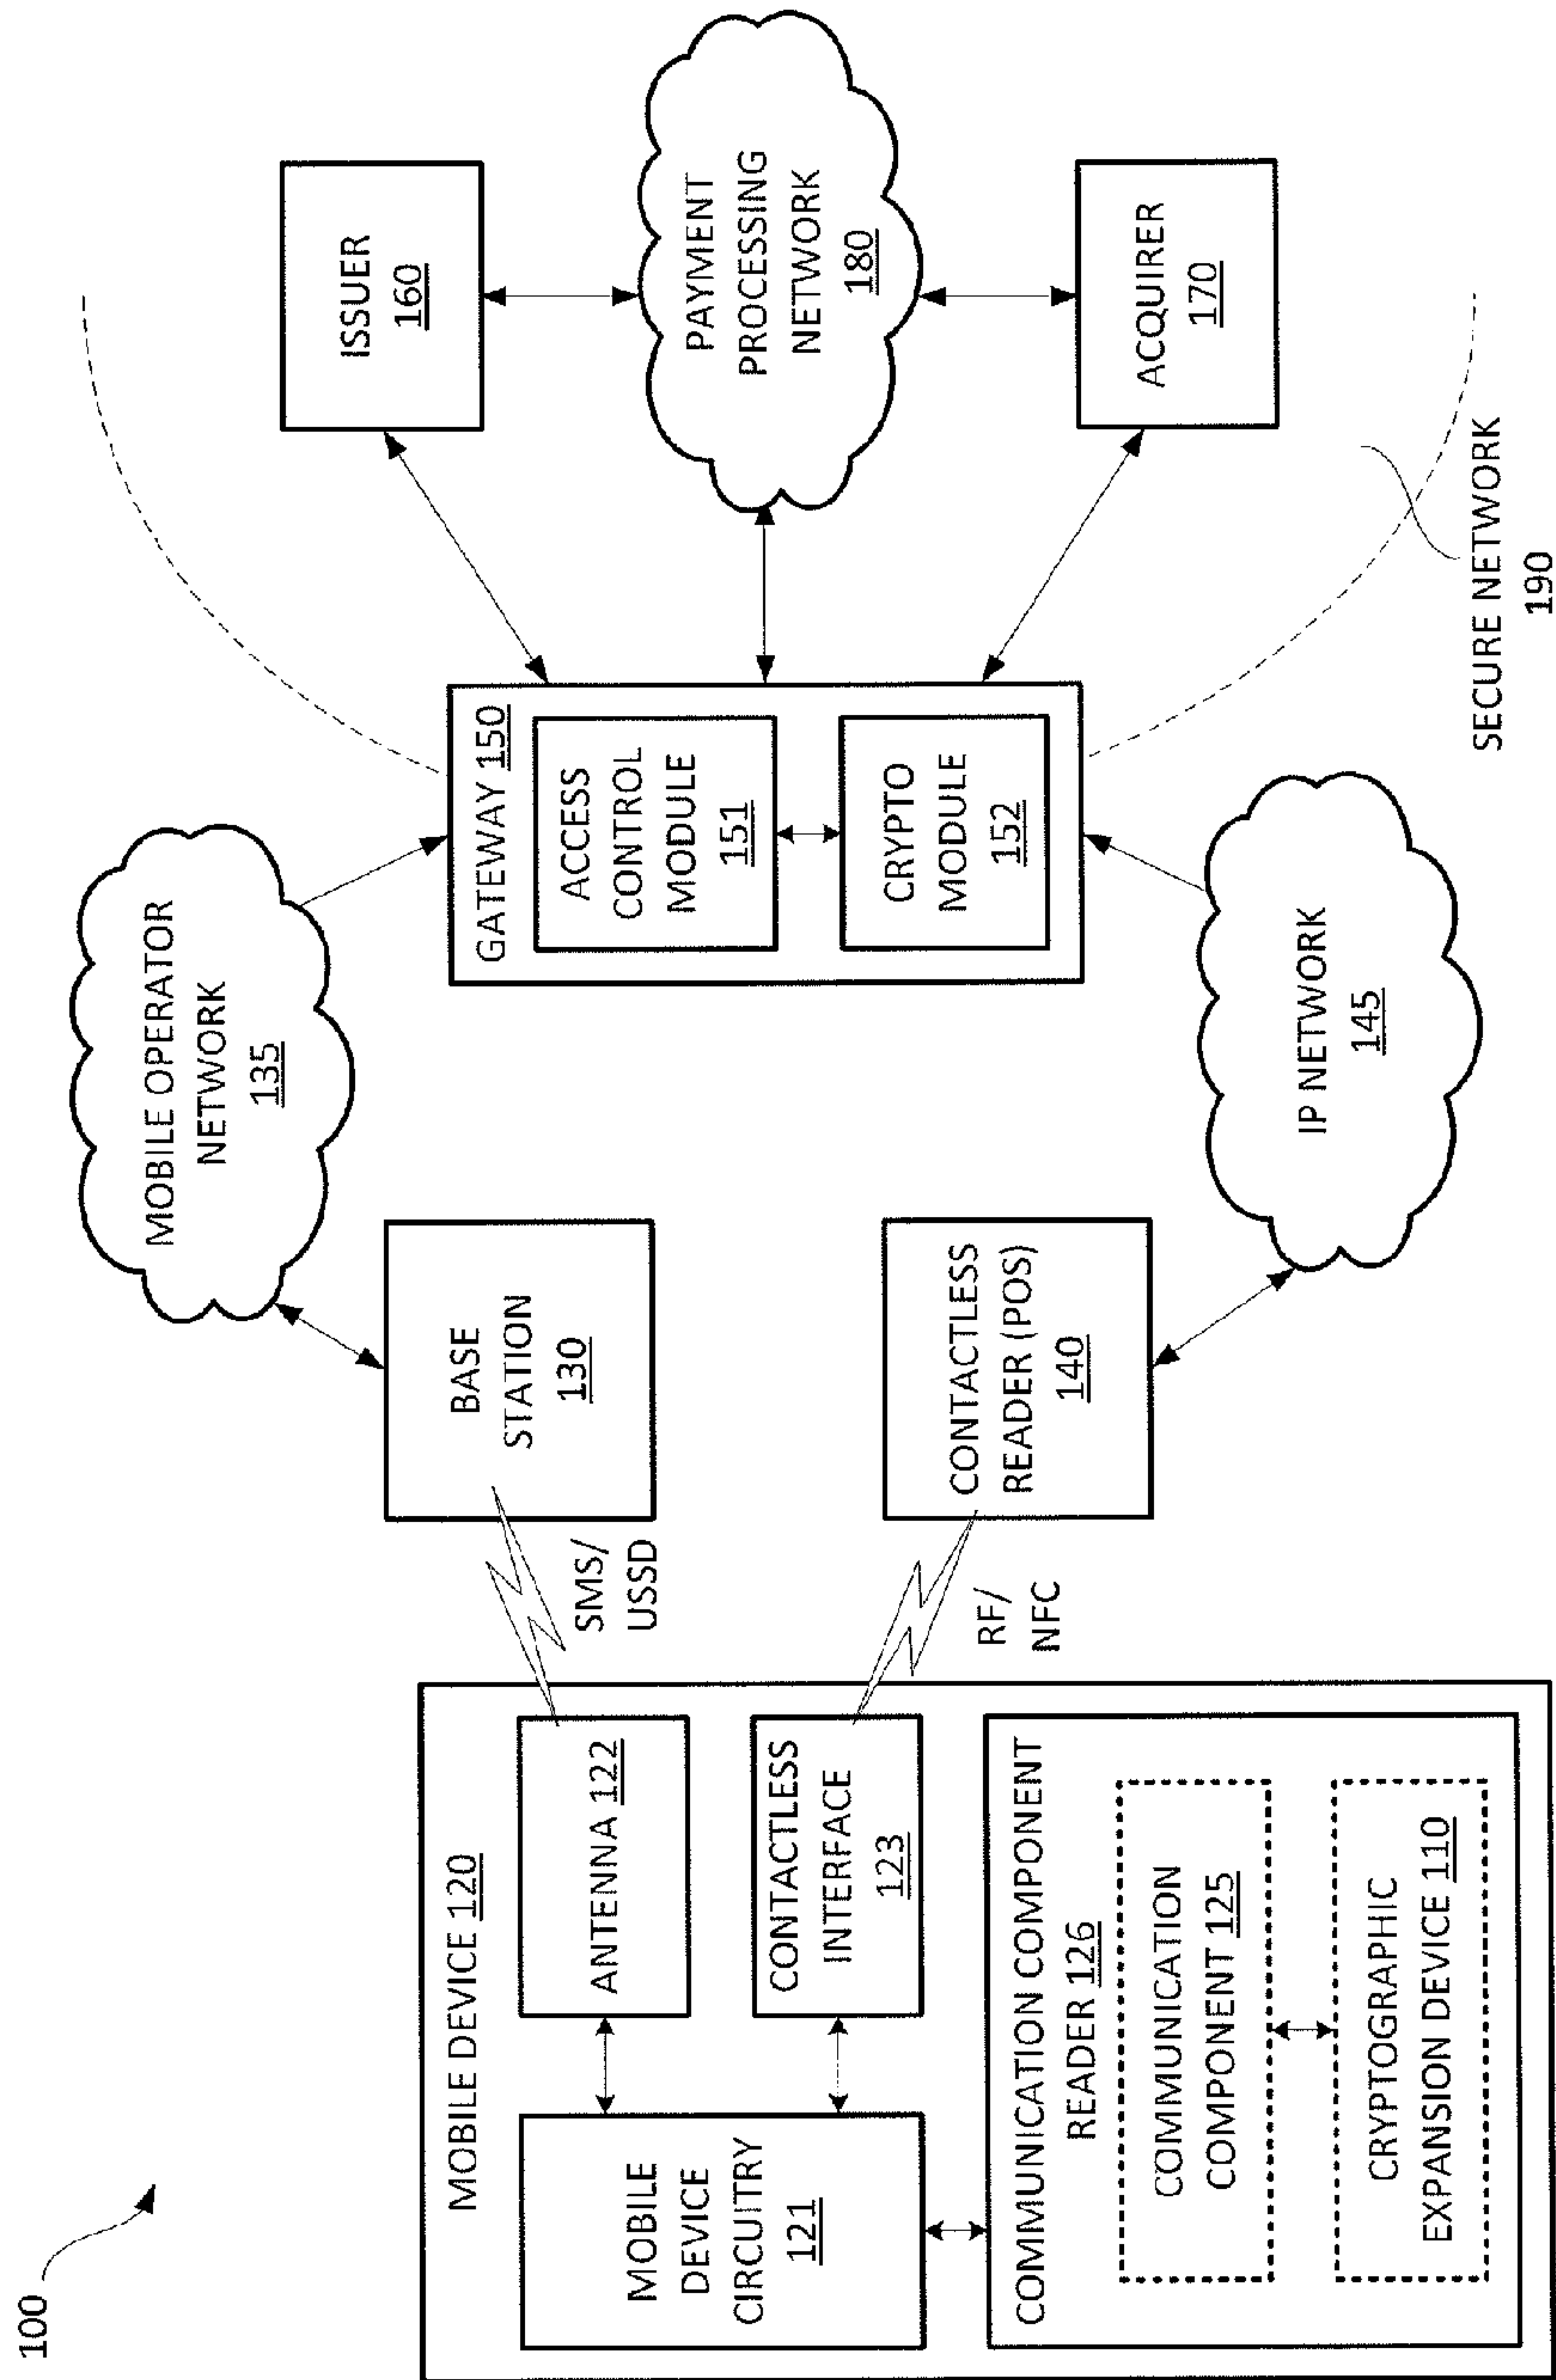 100
MOBILE DEVICE 120
MOBILE
DEVICE
CIRCUITRY
121
ANTENNA 122
CONTACTLESS
INTERFACE
123
COMMUNICATION COMPONENT
READER 126
COMMUNICATION
COMPONENT 125
CRYPTOGRAPHIC
EXPANSION DEVICE 110
SMS/
USSD
RF/
NFC
BASE
STATION
130
CONTACTLESS
READER (POS)
140
MOBILE OPERATOR
NETWORK
135
IP NETWORK
145
GATEWAY 150
ACCESS
CONTROL
MODULE
151
CRYPTO
MODULE
152
ISSUER
160
PAYMENT
PROCESSING
NETWORK
180
ACQUIRER
170
SECURE NETWORK
190